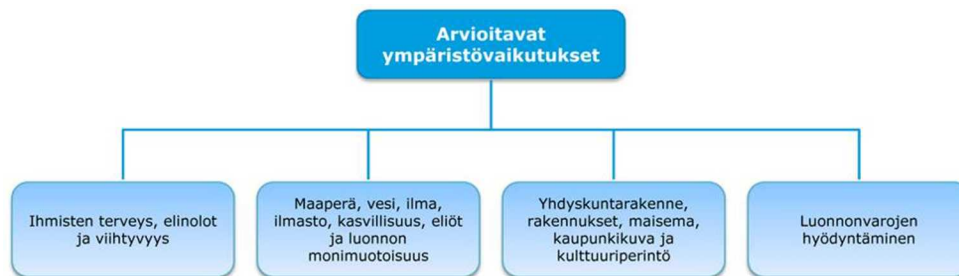 Arvioitavat
ympäristövaikutukset
Ihmisten terveys, elinolot
ja viihtyvyys
Maaperä, vesi, ilma,
ilmasto, kasvillisuus, eliöt
ja luonnon
monimuotoisuus
Yhdyskuntarakenne,
rakennukset, maisema,
kaupunkikuva ja
kulttuuriperintö
Luonnonvarojen
hyödyntäminen